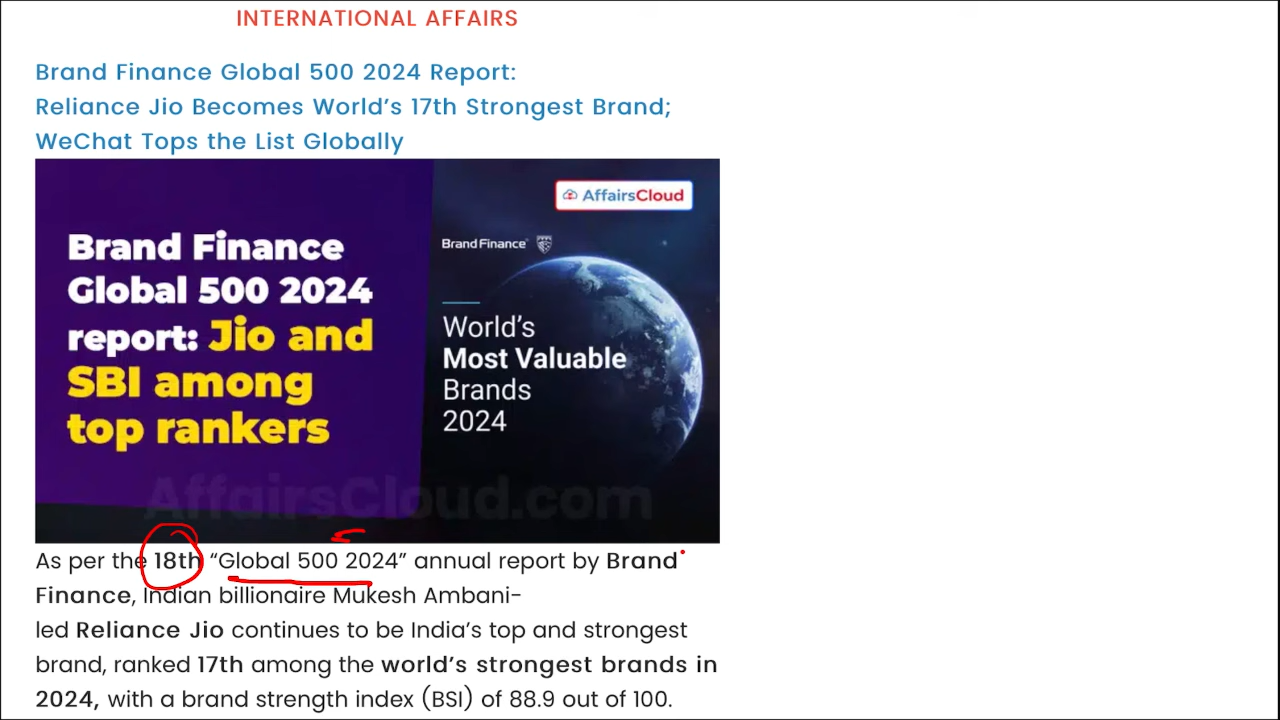 INTERNATIONAL AFFAIRS
Brand Finance Global 500 2024 Report:
Reliance Jio Becomes World's 17th Strongest Brand;
WeChat Tops the List Globally
AffairsCloud
Brand Finance
Global 500 2024
report: Jio and
SBI among
top rankers
Brand Finance
World's
Most Valuable
Brands
2024
AffairsCloud.com
As per the 18th “Global 500 2024” annual report by Brand
Finance, Indian billionaire Mukesh Ambani-
led Reliance Jio continues to be India's top and strongest
brand, ranked 17th among the world's strongest brands in
2024, with a brand strength index (BSI) of 88.9 out of 100.